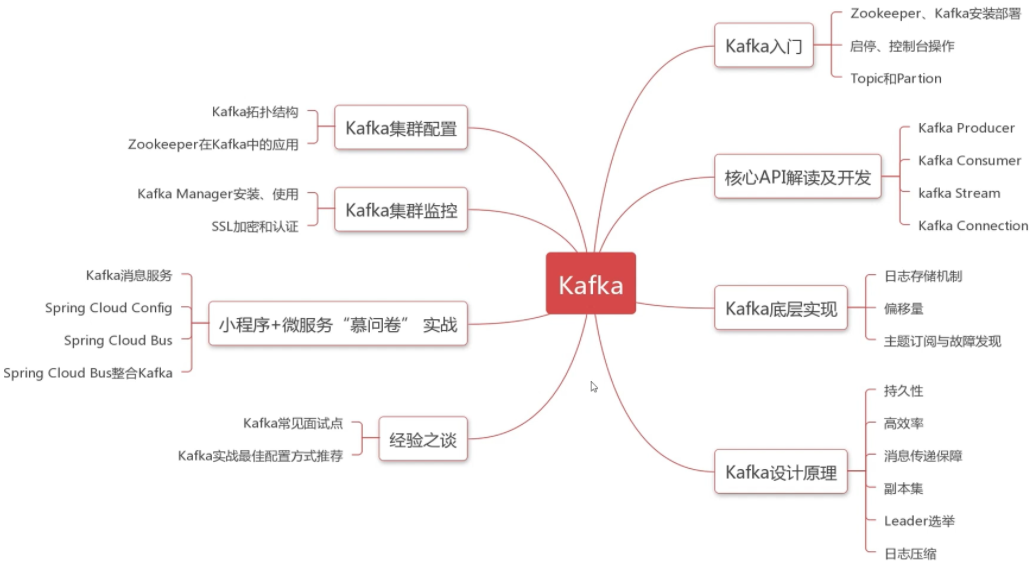 Kafka
Kafka入门
Zookeeper、Kafka安装部署
启停、控制台操作
Topic和Partion
核心API解读及开发
Kafka Producer
Kafka Consumer
kafka Stream
Kafka Connection
Kafka底层实现
日志存储机制
偏移量
主题订阅与故障发现
Kafka设计原理
持久性
高效率
消息传递保障
副本集
Leader选举
日志压缩
Kafka集群配置
Kafka拓扑结构
Zookeeper在Kafka中的应用
Kafka集群监控
Kafka Manager安装、使用
SSL加密和认证
小程序+微服务“慕问卷” 实战
Kafka消息服务
Spring Cloud Config
Spring Cloud Bus
Spring Cloud Bus整合Kafka
经验之谈
Kafka常见面试点
Kafka实战最佳配置方式推荐